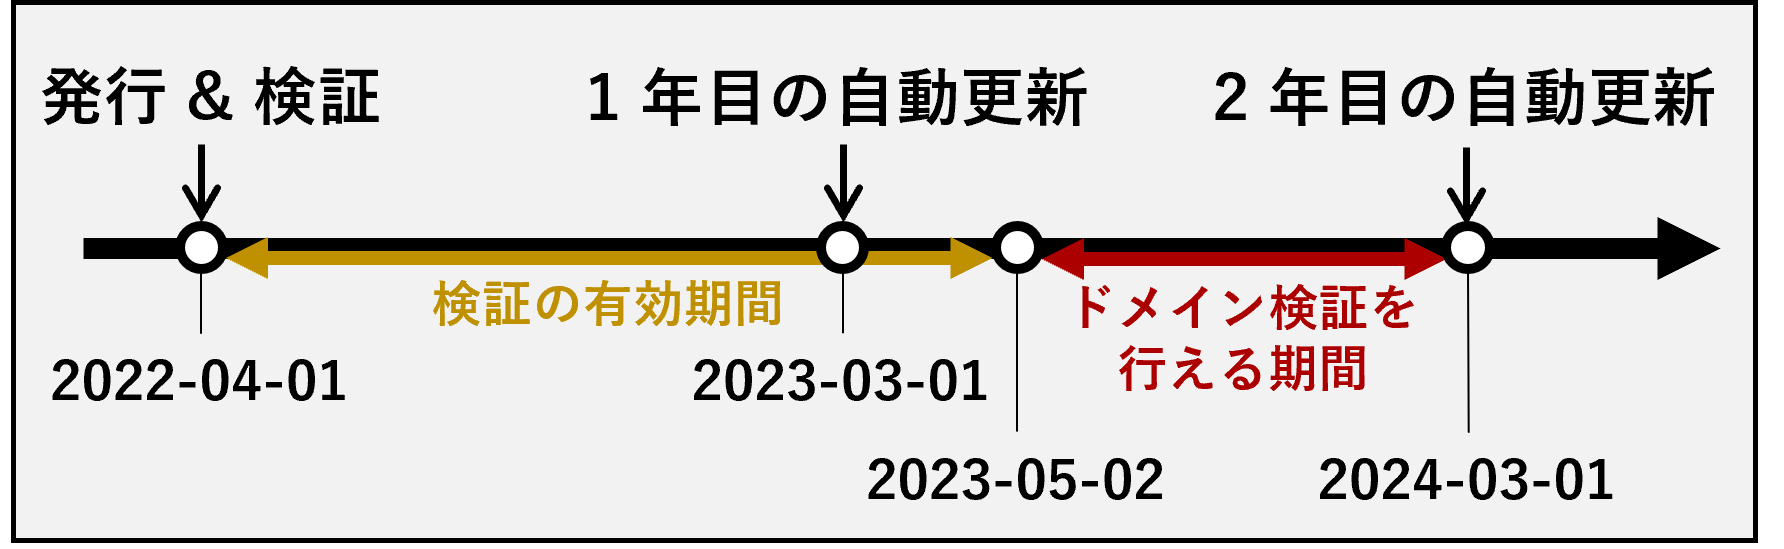 発行 & 検証
1 年目の自動更新
2 年目の自動更新
検証の有効期間
ドメイン検証を
行える期間
2022-04-01
2023-03-01
2023-05-02
2024-03-01